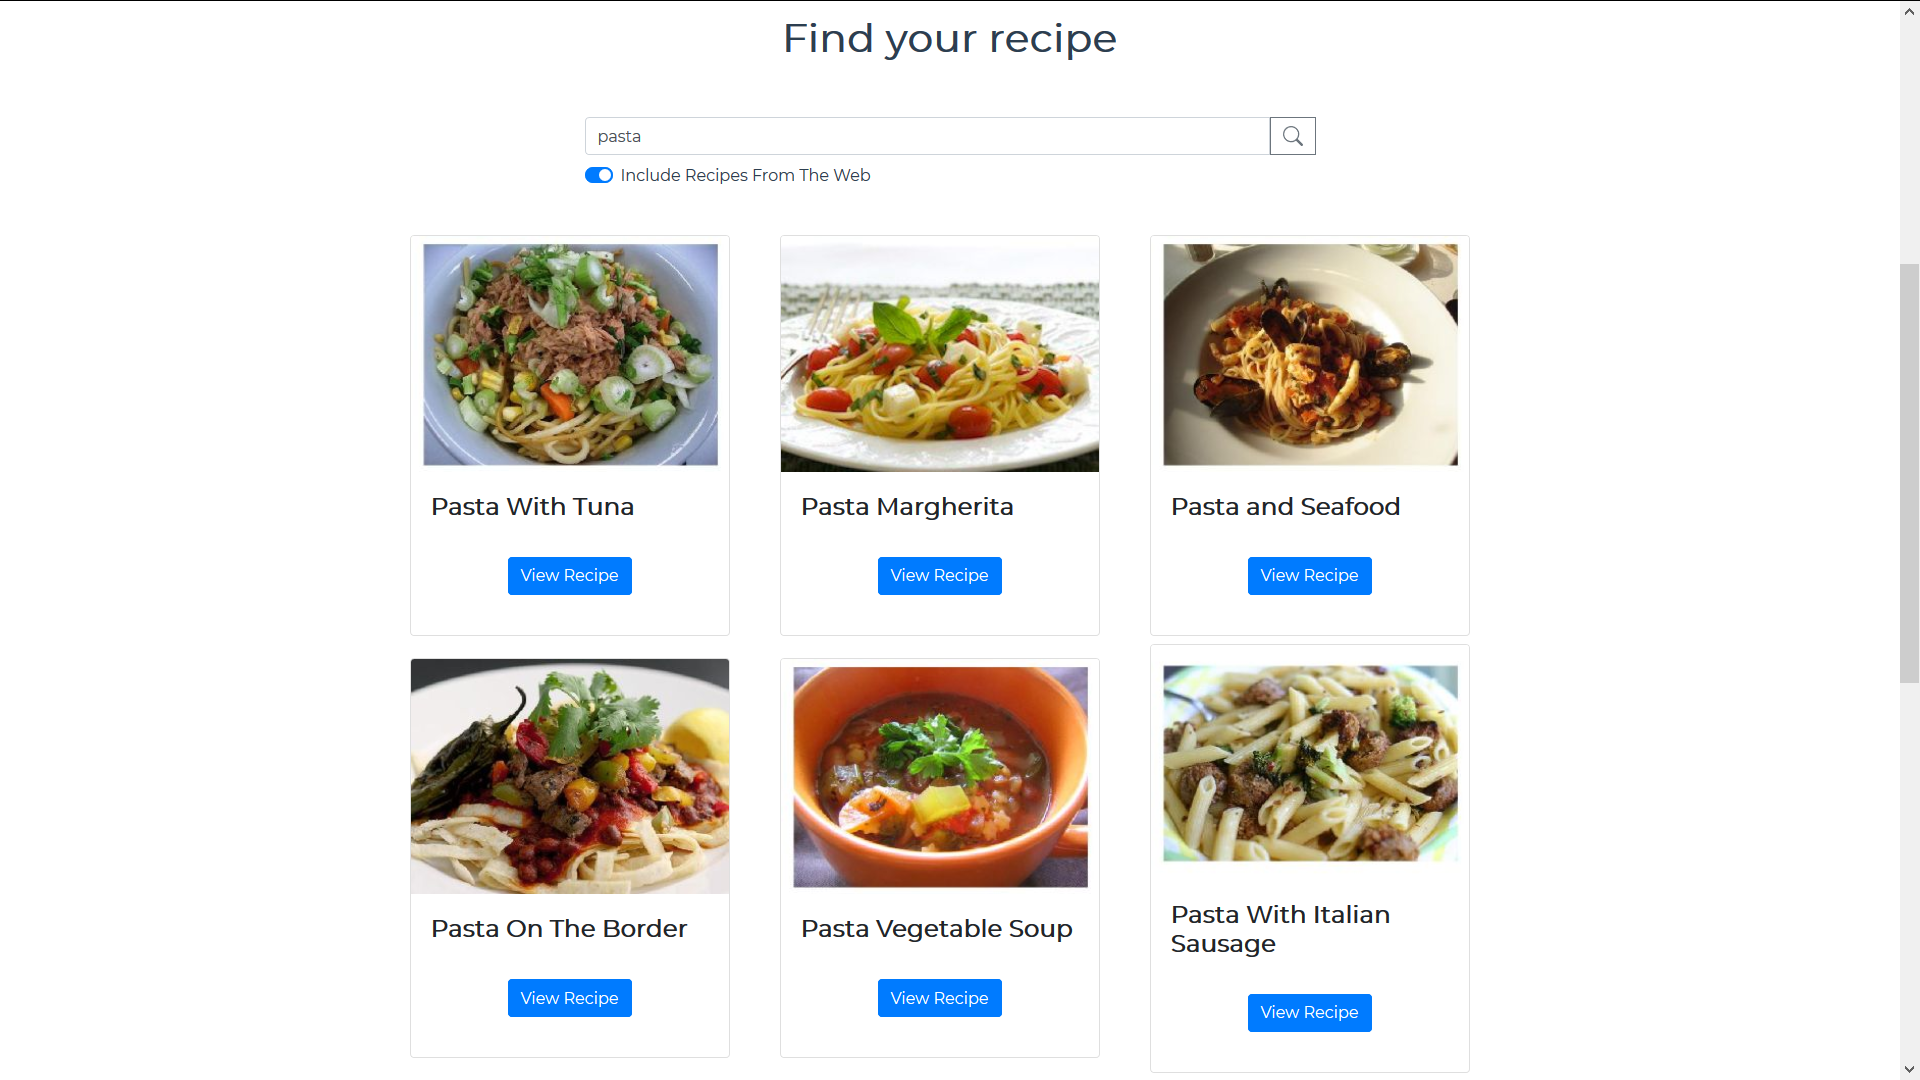 Find your recipe
pasta
Include Recipes From The Web
Pasta With Tuna
View Recipe
Pasta Margherita
View Recipe
Pasta and Seafood
View Recipe
Pasta On The Border
View Recipe
Pasta Vegetable Soup
View Recipe
Pasta With Italian
Sausage
View Recipe